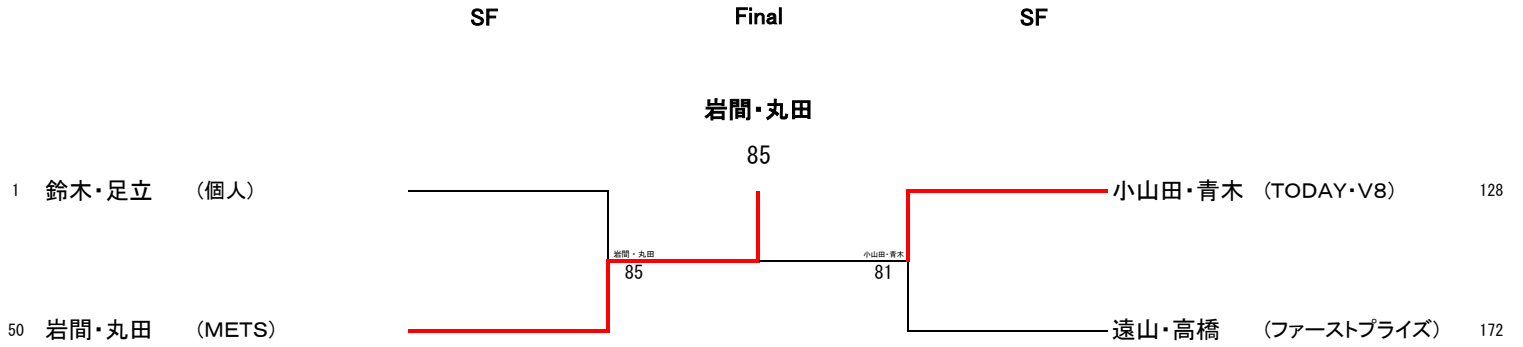 SF Final SF
岩間・丸田
85
1 鈴木・足立 (個人)
小山田・青木 (TODAY・V8) 128
岩間・丸田
85
小山田・青木
81
50 岩間・丸田 (METS)
遠山・高橋 (ファーストプライズ) 172